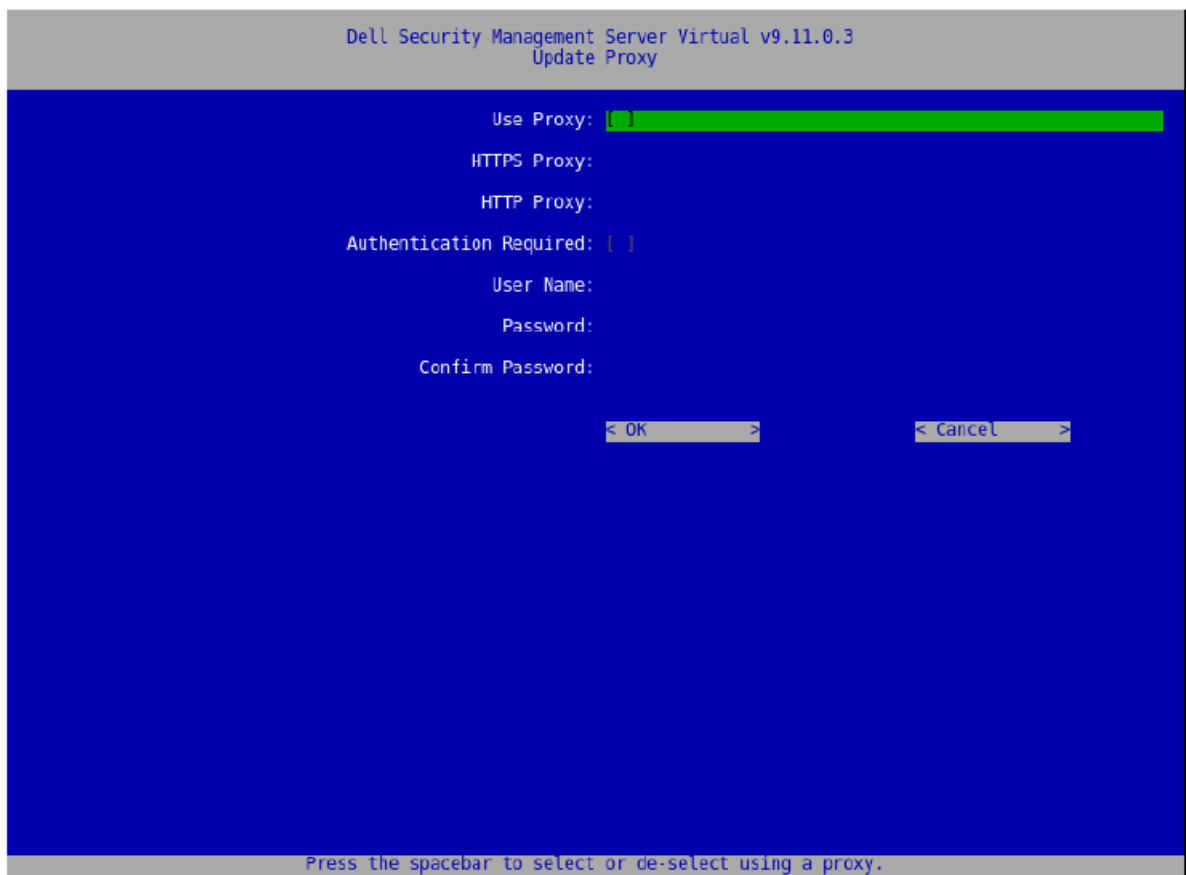 Dell Security Management Server Virtual v9.11.0.3
Update Proxy
Use Proxy: [ ]
HTTPS Proxy:
HTTP Proxy:
Authentication Required: [ ]
User Name:
Password:
Confirm Password:
< OK > < Cancel >
Press the spacebar to select or de-select using a proxy.